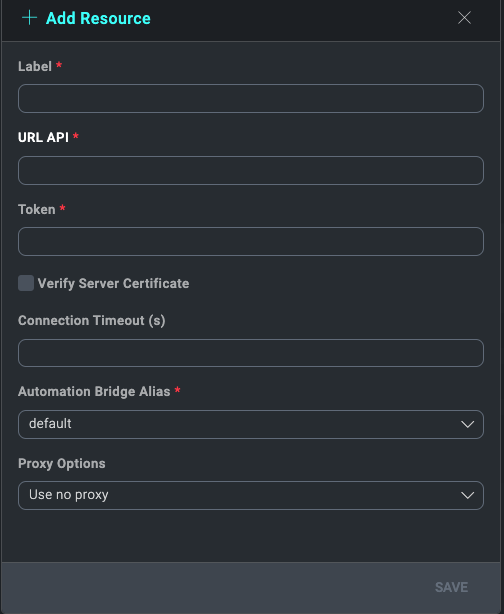 Add Resource
Label *
URL API *
Token *
Verify Server Certificate
Connection Timeout (s)
Automation Bridge Alias *
default
Proxy Options
Use no proxy
SAVE